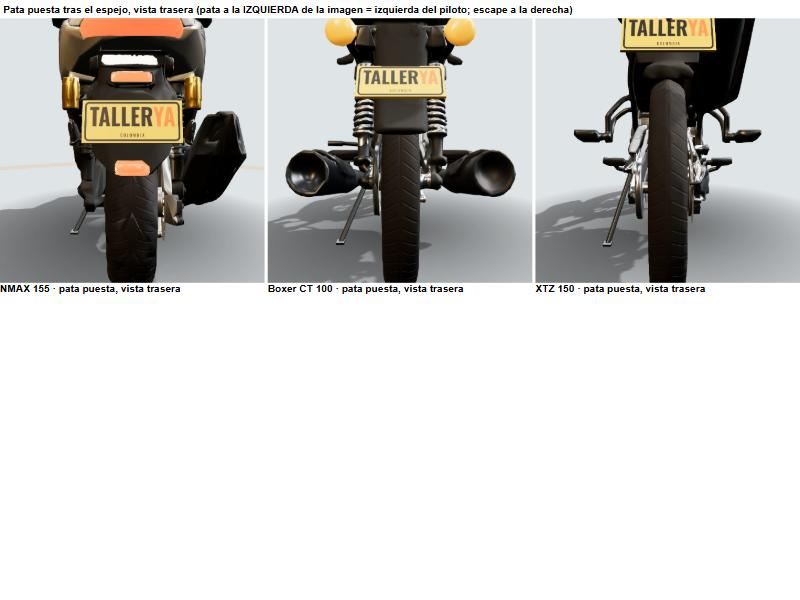 Pata puesta tras el espejo, vista trasera (pata a la IZQUIERDA de la imagen = izquierda del piloto; escape a la derecha)
TALLERYA
COLOMBIA
TALLERYA
COLOMBIA
TALLERYA
COLOMBIA
NMAX 155 · pata puesta, vista trasera
Boxer CT 100 · pata puesta, vista trasera
XTZ 150 · pata puesta, vista trasera